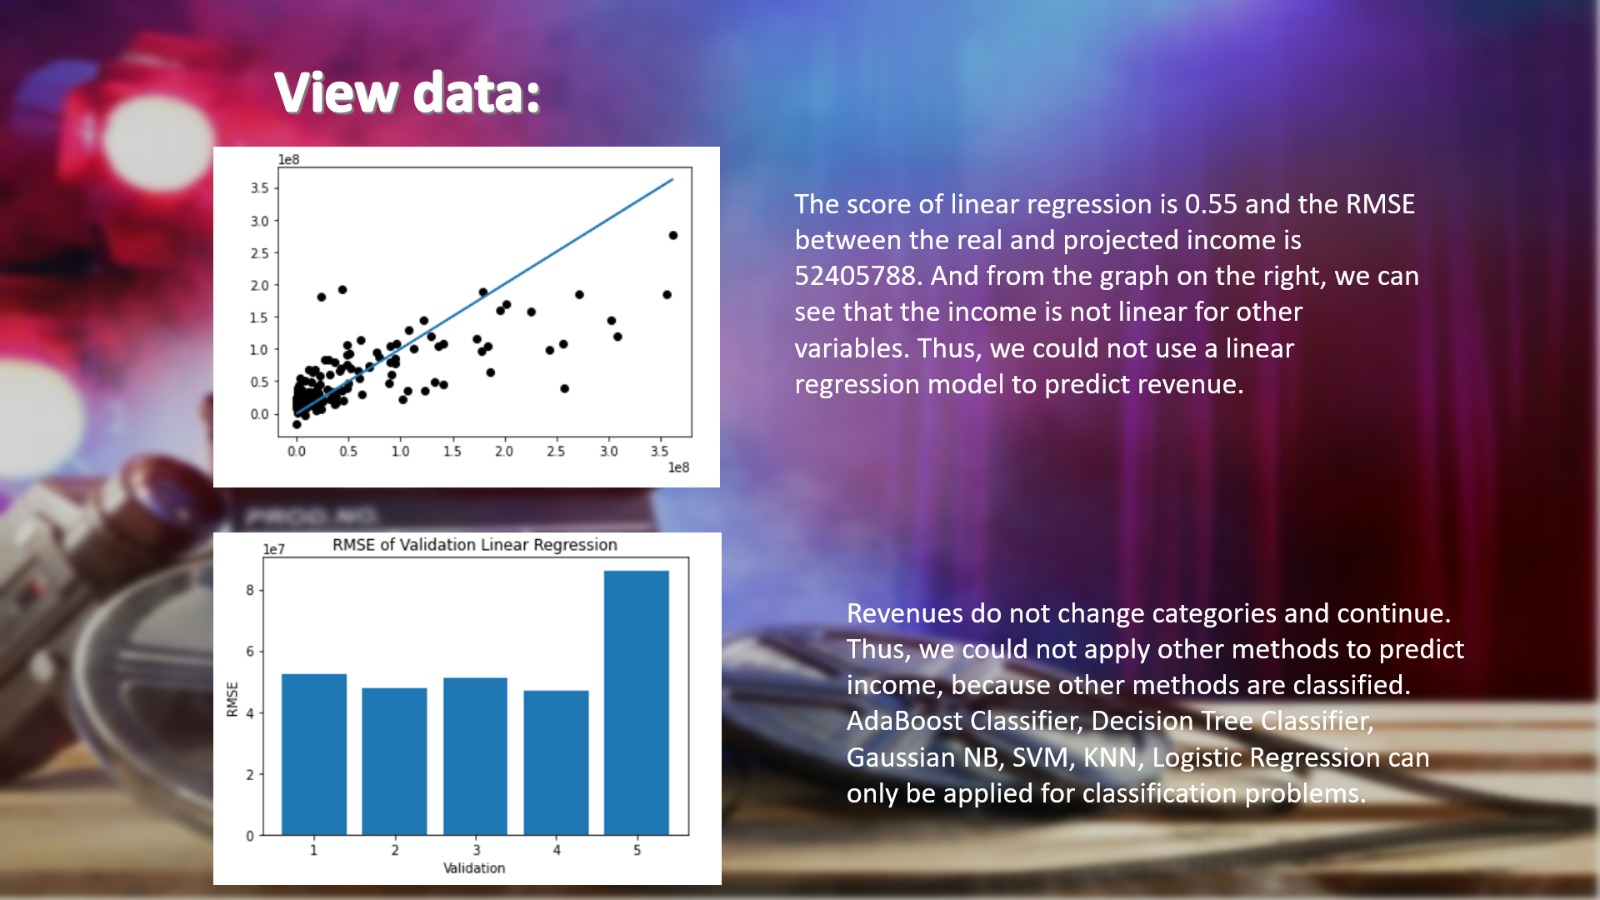 View data:
1e8
3.5
3.0
2.5
2.0
1.5
1.0
0.5
0.0
0.0 0.5 1.0 1.5 2.0 2.5 3.0 3.5
1e8
The score of linear regression is 0.55 and the RMSE
between the real and projected income is
52405788. And from the graph on the right, we can
see that the income is not linear for other
variables. Thus, we could not use a linear
regression model to predict revenue.
PROD.NO.
RMSE of Validation Linear Regression
1e7
8
6
4
2
0
RMSE
1 2 3 4 5
Validation
Revenues do not change categories and continue.
Thus, we could not apply other methods to predict
income, because other methods are classified.
AdaBoost Classifier, Decision Tree Classifier,
Gaussian NB, SVM, KNN, Logistic Regression can
only be applied for classification problems.